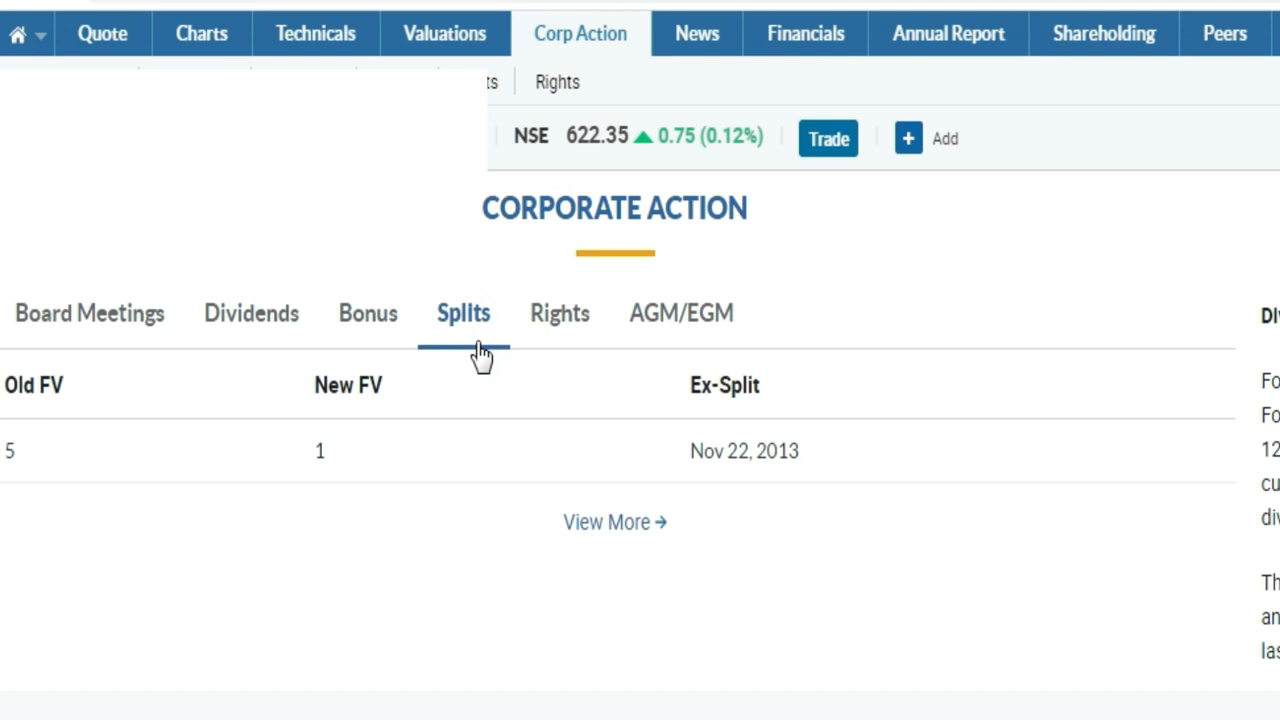 Quote Charts Technicals Valuations Corp Action News Financials Annual Report Shareholding Peers
Rights
NSE 622.35 0.75 (0.12%) Trade + Add
CORPORATE ACTION
Board Meetings Dividends Bonus Splits Rights AGM/EGM
Old FV New FV Ex-Split
5 1 Nov 22, 2013
View More →